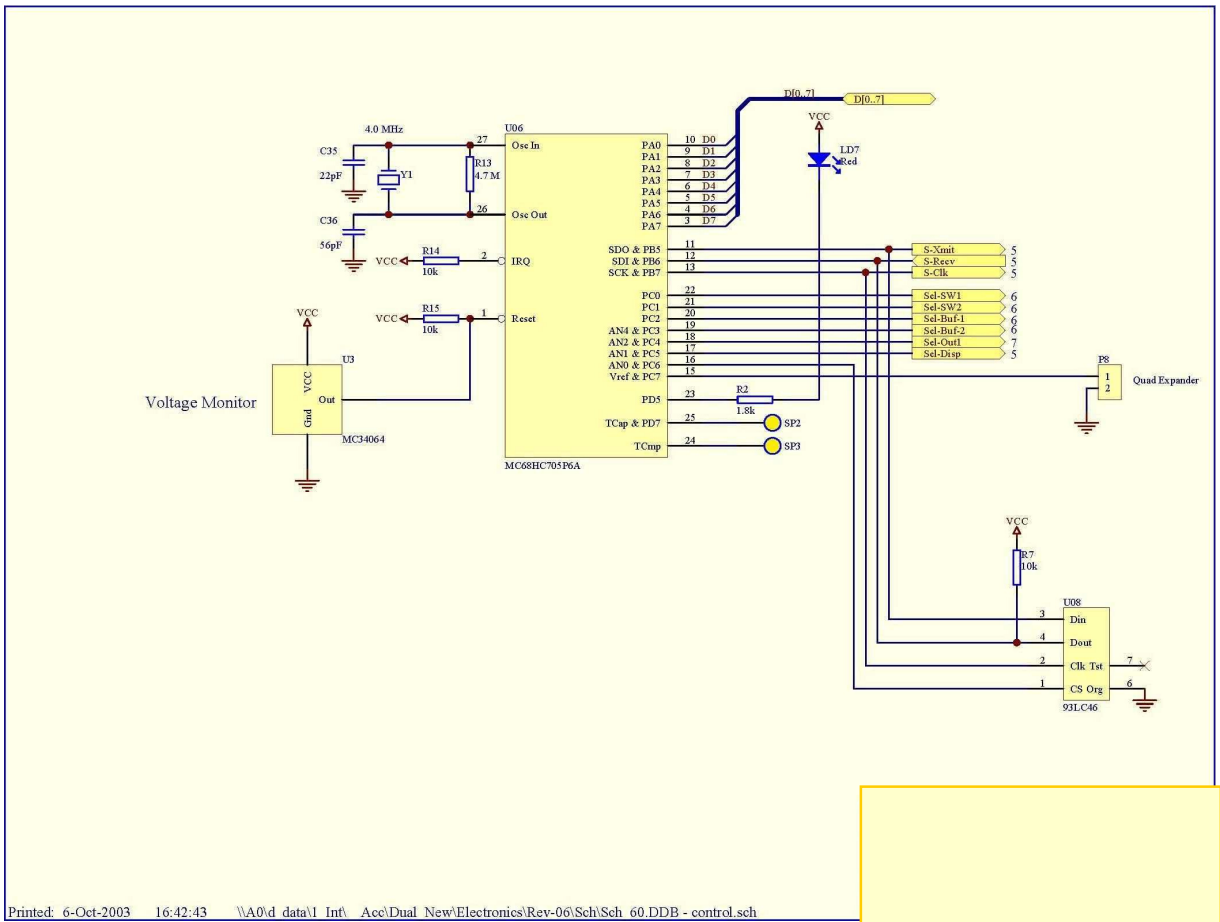 D[0..7]
D[0..7]
VCC
4.0 MHz
U06
C35
22pF
Y1
R13
4.7 M
27
Osc In
26
Osc Out
C36
56pF
VCC
R14
10k
2
IRQ
VCC
R15
10k
1
Reset
VCC
U3
VCC
Out
Gnd
MC34064
Voltage Monitor
PA0 10 D0
PA1 9 D1
PA2 8 D2
PA3 7 D3
PA4 6 D4
PA5 5 D5
PA6 4 D6
PA7 3 D7
LD7
Red
SDO & PB5 11 S-Xmit 5
SDI & PB6 12 S-Recv 5
SCK & PB7 13 S-Clk 5
PC0 22 Sel-SW1 6
PC1 21 Sel-SW2 6
PC2 20 Sel-Buf-1 6
AN4 & PC3 19 Sel-Buf-2 6
AN2 & PC4 18 Sel-Out1 7
AN1 & PC5 17 Sel-Disp 5
AN0 & PC6 16
Vref & PC7 15
P8
1
2
Quad Expander
PD5 23
R2
1.8k
TCap & PD7 25 SP2
TCmp 24 SP3
MC68HC705P6A
VCC
R7
10k
U08
3 Din
4 Dout
2 Clk Tst 7
1 CS Org 6
93LC46
Printed: 6-Oct-2003 16:42:43 \\A0\d data\I Int\ Acc\Dual New\Electronics\Rev-06\Sch\Sch 60.DDB - control.sch